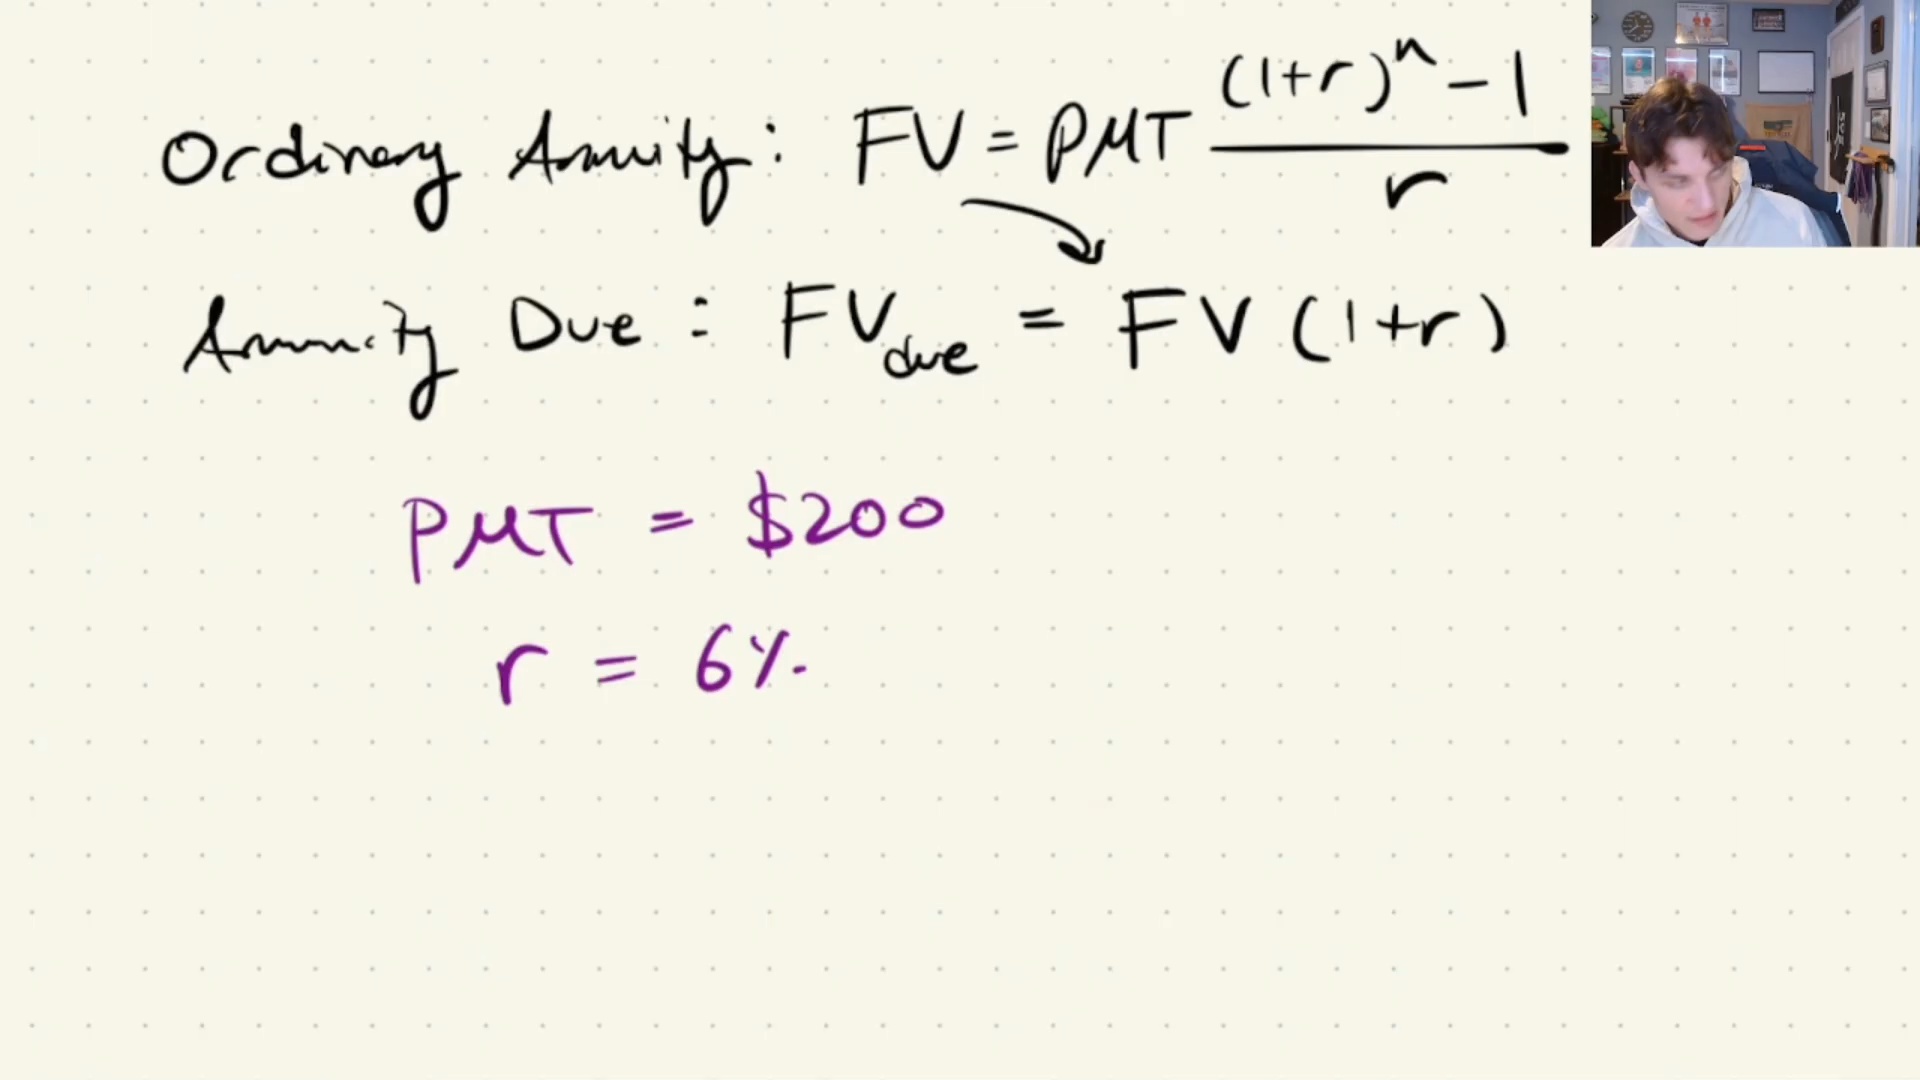 Ordinary Annuity: FV = PMT ((1+r)^n - 1)/r
Annuity Due: FV_due = FV(1+r)
PMT = $200
r = 6%